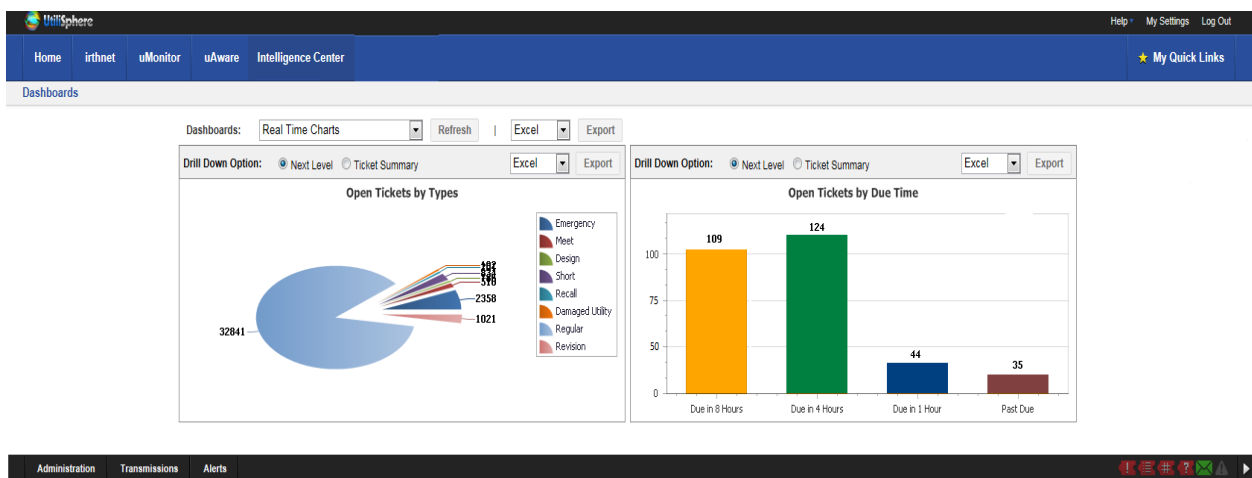 UtiliSphere
Help My Settings Log Out
Home irthnet uMonitor uAware Intelligence Center My Quick Links
Dashboards
Dashboards: Real Time Charts Refresh | Excel Export
Drill Down Option: Next Level Ticket Summary Excel Export
Open Tickets by Types
Emergency
Meet
Design
Short
Recall
Damaged Utility
Regular
Revision
2358
1021
32841
Drill Down Option: Next Level Ticket Summary Excel Export
Open Tickets by Due Time
109
124
44
35
100
75
50
0
Due in 8 Hours Due in 4 Hours Due in 1 Hour Past Due
Administration Transmissions Alerts